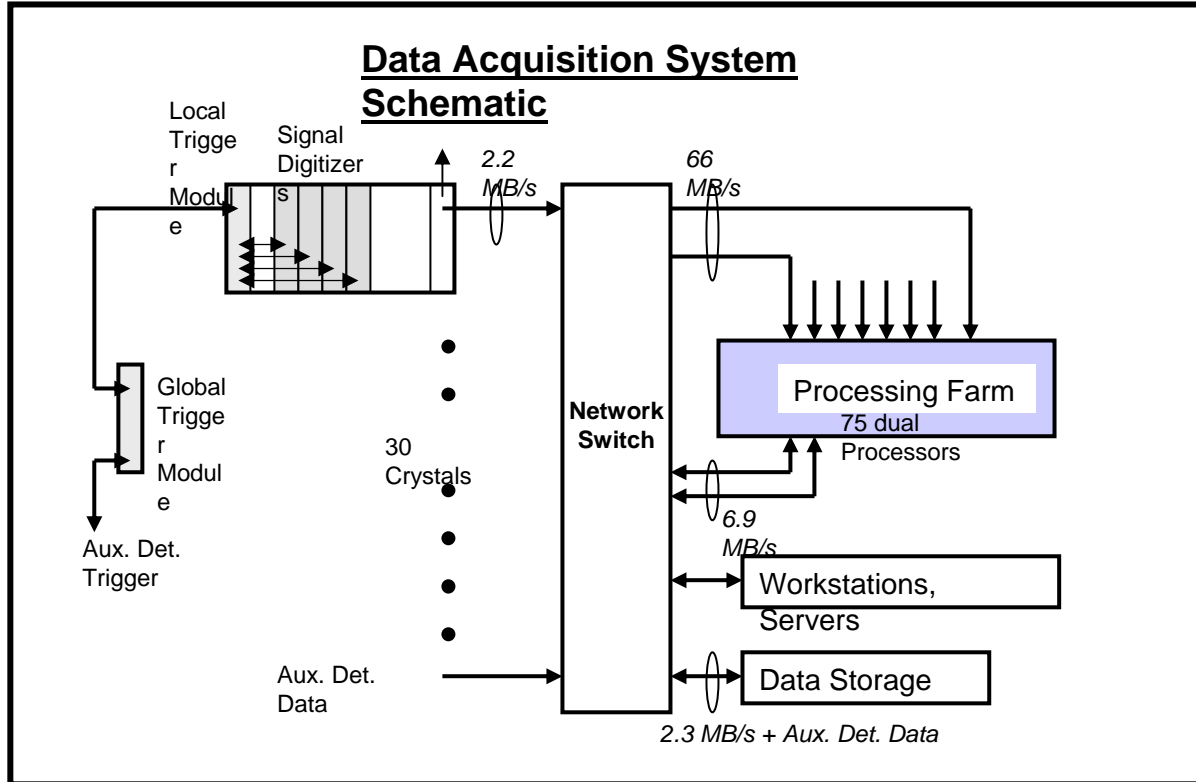 Data Acquisition System
Schematic
Local
Trigge
r
Modul
e
Signal
Digitizer
s
2.2
MB/s
66
MB/s
Processing Farm
75 dual
Processors
Network
Switch
Global
Trigge
r
Modul
e
30
Crystals
6.9
MB/s
Aux. Det.
Trigger
Workstations,
Servers
Aux. Det.
Data
Data Storage
2.3 MB/s + Aux. Det. Data